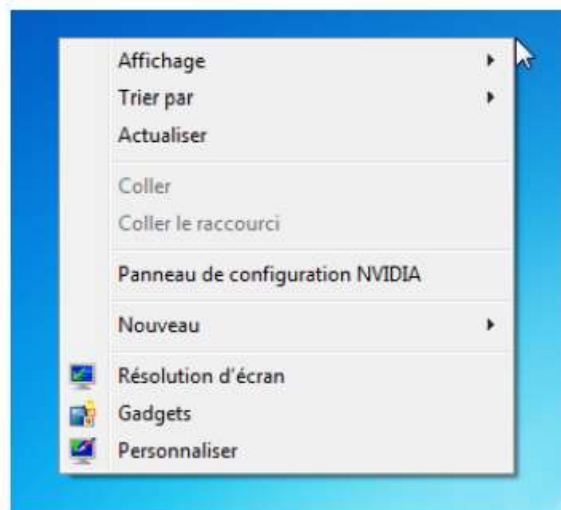 Affichage
Trier par
Actualiser
Coller
Coller le raccourci
Panneau de configuration NVIDIA
Nouveau
Résolution d'écran
Gadgets
Personnaliser